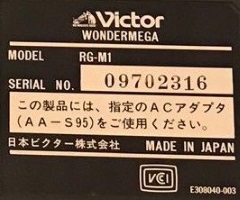 Victor
WONDERMEGA
MODEL RG-M1
SERIAL NO. 09702316
この製品には、指定のACアダプタ
(AA-S95)をご使用ください。
日本ビクター株式会社 MADE IN JAPAN
VCI
E308040-003